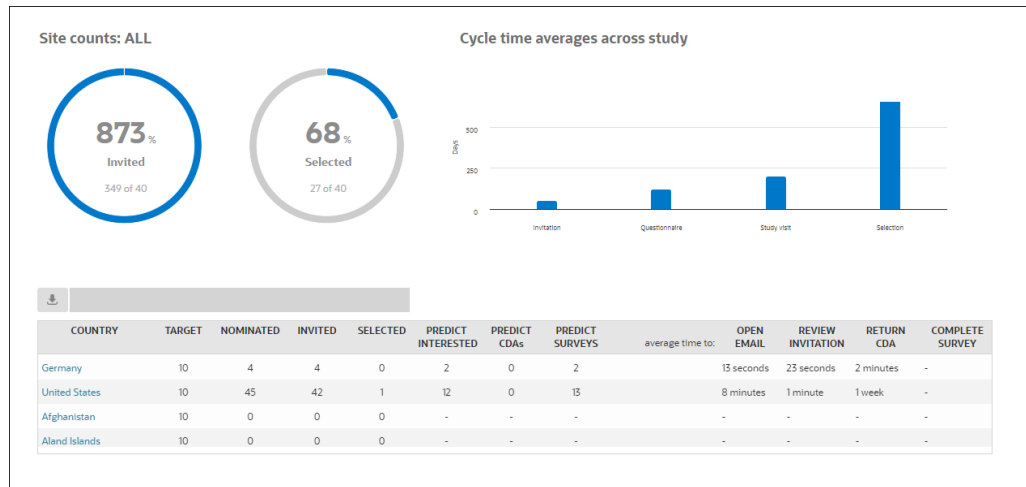 Site counts: ALL
Cycle time averages across study
873%
Invited
349 of 40
68%
Selected
27 of 40
Days
500
250
0
Invitation
Questionnaire
Study visit
Selection
COUNTRY TARGET NOMINATED INVITED SELECTED PREDICT INTERESTED PREDICT CDAs PREDICT SURVEYS average time to: OPEN EMAIL REVIEW INVITATION RETURN CDA COMPLETE SURVEY
Germany 10 4 4 0 2 0 2 13 seconds 23 seconds 2 minutes -
United States 10 45 42 1 12 0 13 8 minutes 1 minute 1 week -
Afghanistan 10 0 0 0 - - - - - - -
Aland Islands 10 0 0 0 - - - - - - -